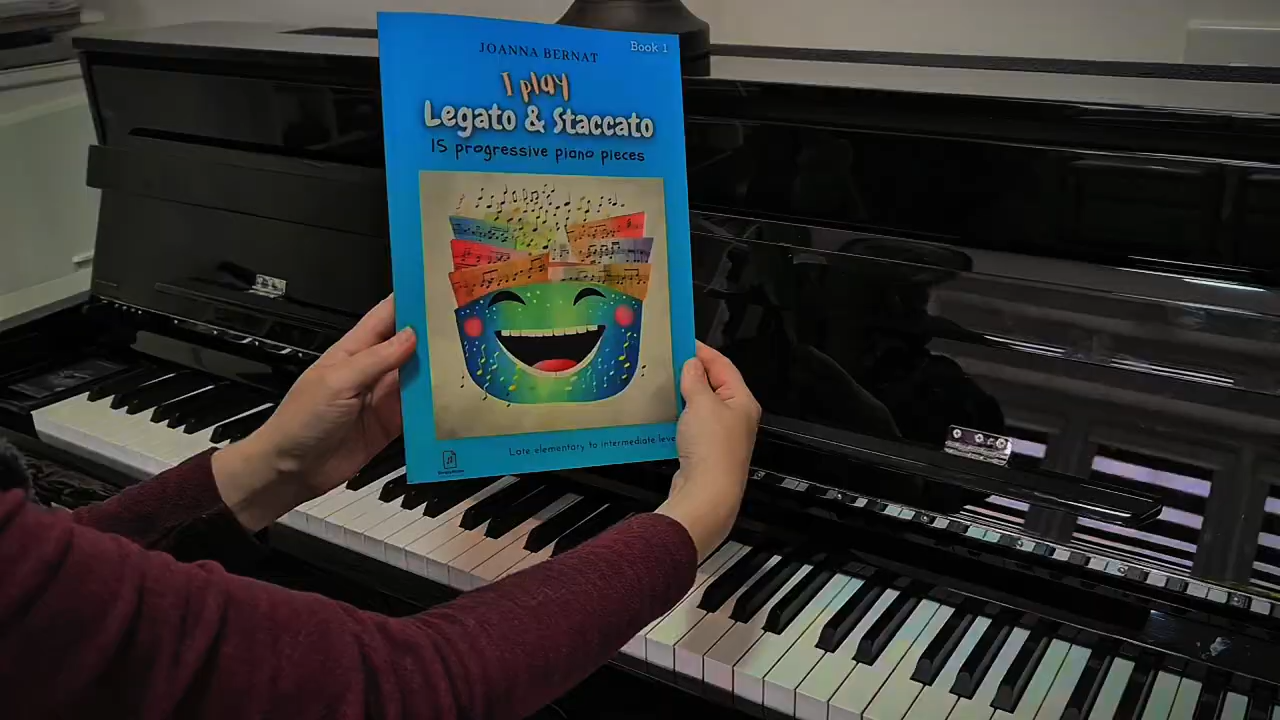 JOANNA BERNAT
Book 1
I play
Legato & Staccato
15 progressive piano pieces
Late elementary to intermediate leve